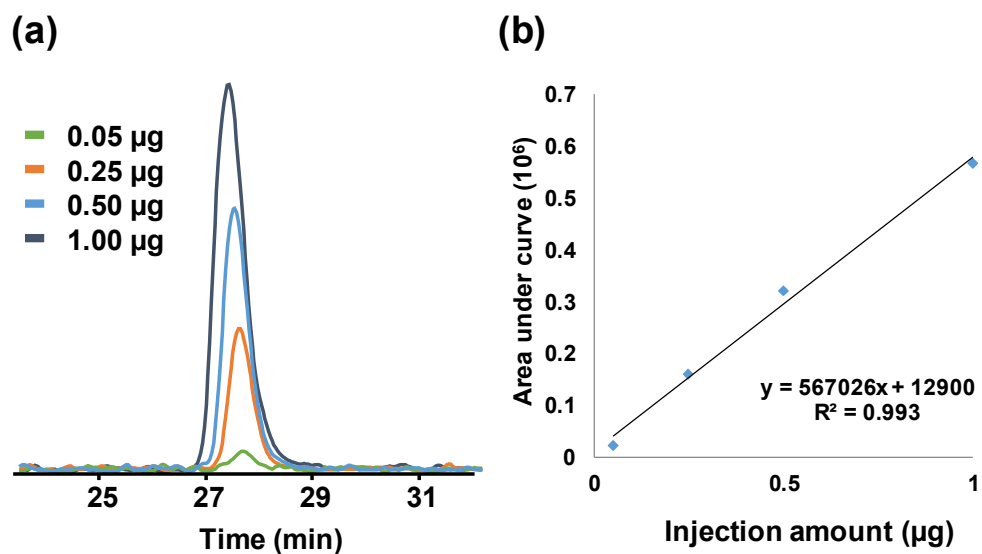 (a)
0.05 µg
0.25 µg
0.50 µg
1.00 µg
25 27 29 31
Time (min)
(b)
Area under curve (10⁶)
0.7
0.6
0.5
0.4
0.3
0.2
0.1
0
y = 567026x + 12900
R² = 0.993
0 0.5 1
Injection amount (µg)